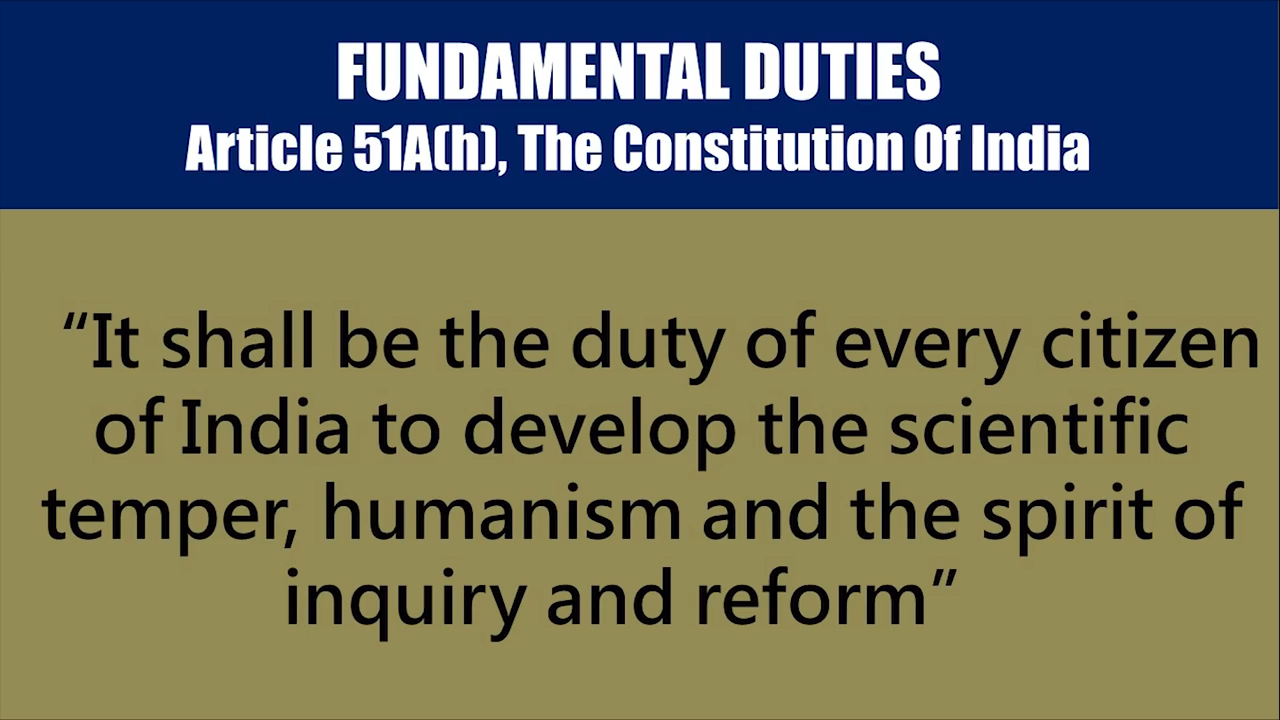 FUNDAMENTAL DUTIES
Article 51A(h), The Constitution Of India
“It shall be the duty of every citizen
of India to develop the scientific
temper, humanism and the spirit of
inquiry and reform”